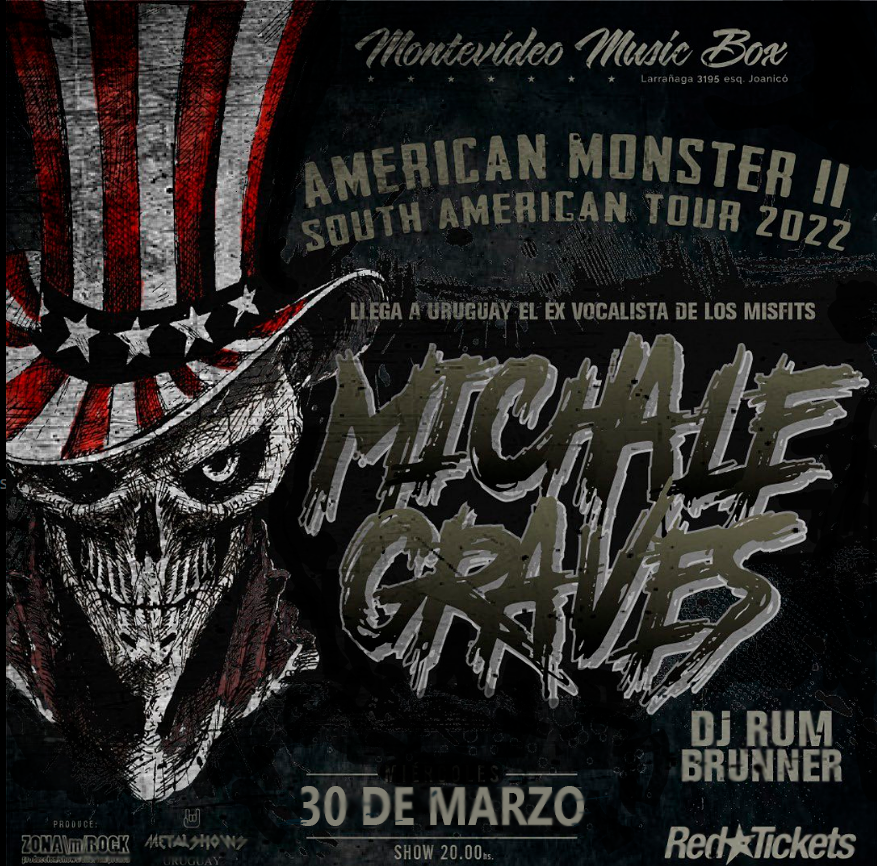 Montevideo Music Box
Larrañaga 3195 esq. Joanicó
AMERICAN MONSTER II
SOUTH AMERICAN TOUR 2022
LLEGA A URUGUAY EL EX VOCALISTA DE LOS MISFITS
MICHALE
GRAVES
DJ RUM
BRUNNER
MIERCOLES
30 DE MARZO
SHOW 20.00hs.
PRODUCE:
ZONA \m/ ROCK
METALSHOWS
URUGUAY
RedTickets